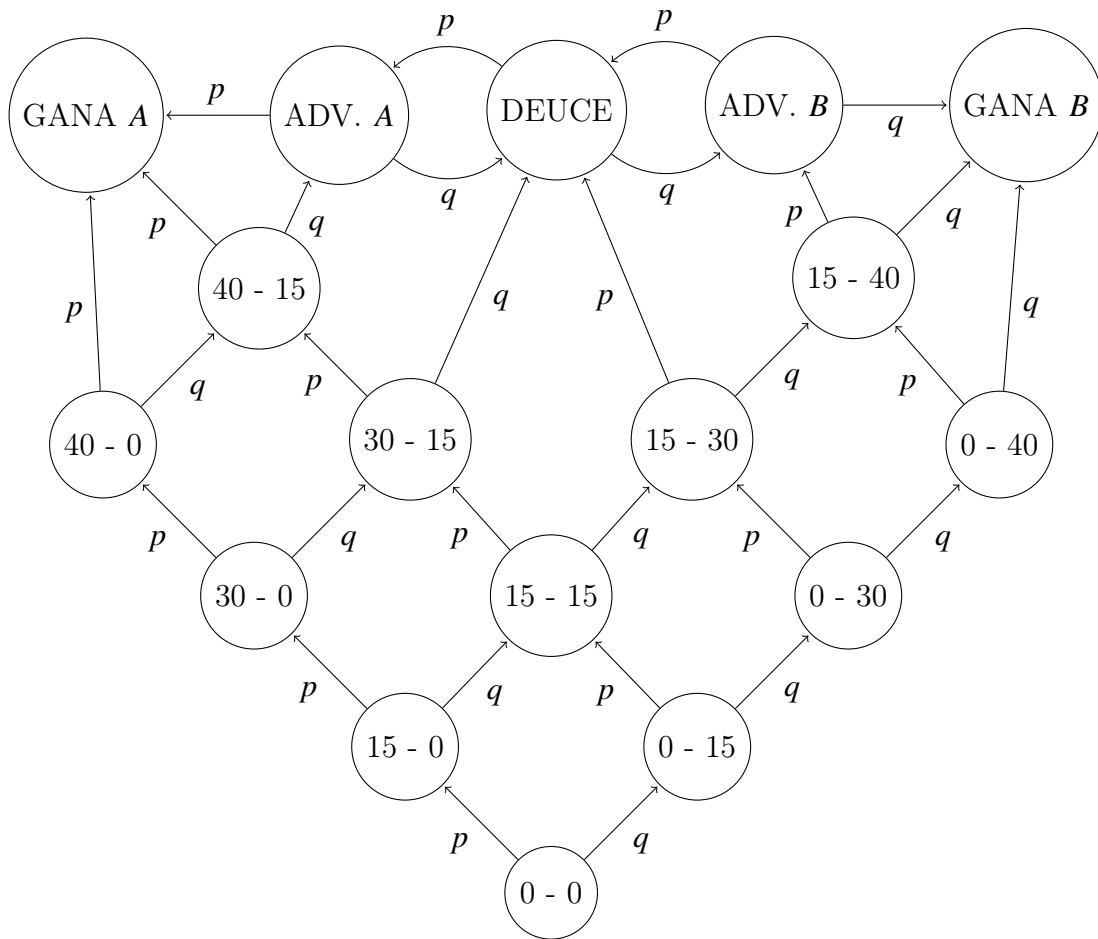 p
p
GANA A
p
ADV. A
DEUCE
ADV. B
q
GANA B
q
q
p
q
p
q
40 - 15
15 - 40
p
q
p
q
q
p
q
p
40 - 0
30 - 15
15 - 30
0 - 40
p
q
p
q
p
q
30 - 0
15 - 15
0 - 30
p
q
p
q
15 - 0
0 - 15
p
q
0 - 0